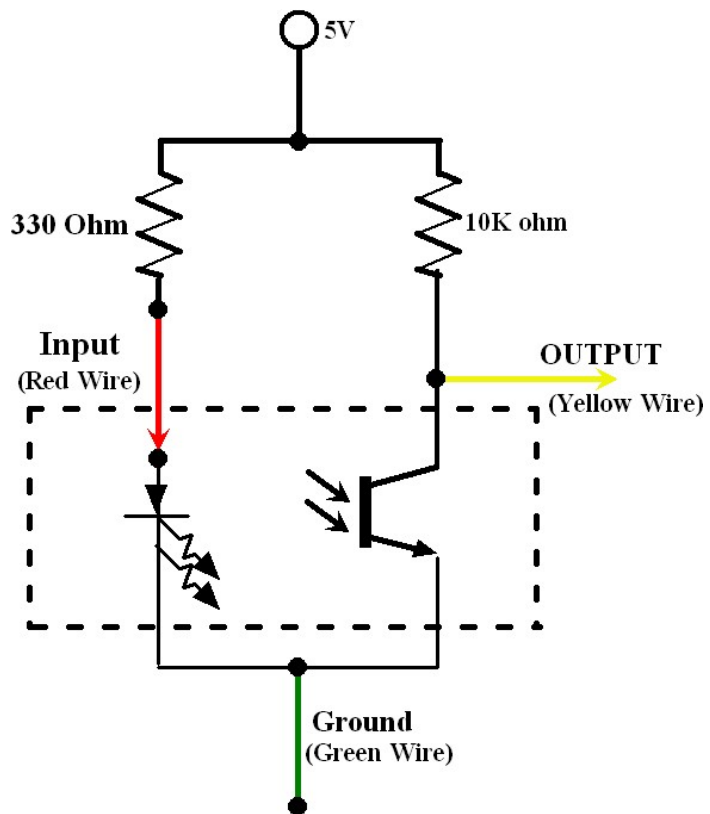 5V
330 Ohm
10K ohm
Input
(Red Wire)
OUTPUT
(Yellow Wire)
Ground
(Green Wire)